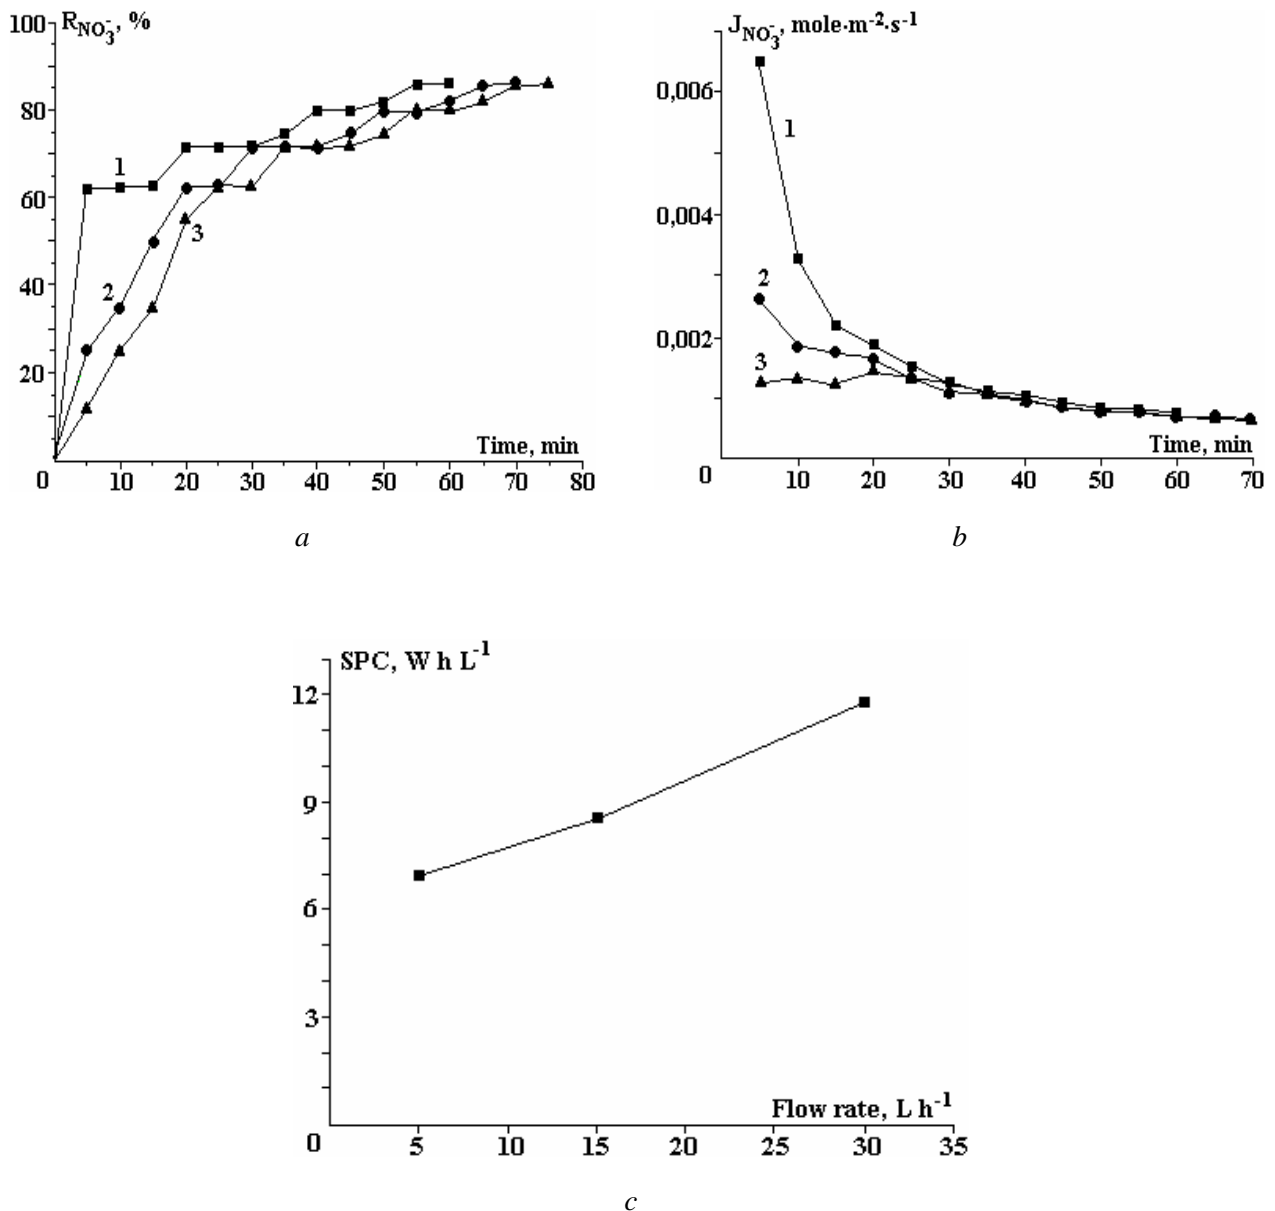 R_NO₃⁻, %
100
80
60
40
20
0
10 20 30 40 50 60 70 80
Time, min
1
2
3
a
J_NO₃⁻, mole·m⁻²·s⁻¹
0,006
0,004
0,002
0
10 20 30 40 50 60 70
Time, min
1
2
3
b
SPC, W h L⁻¹
12
9
6
3
0
5 10 15 20 25 30 35
Flow rate, L h⁻¹
c